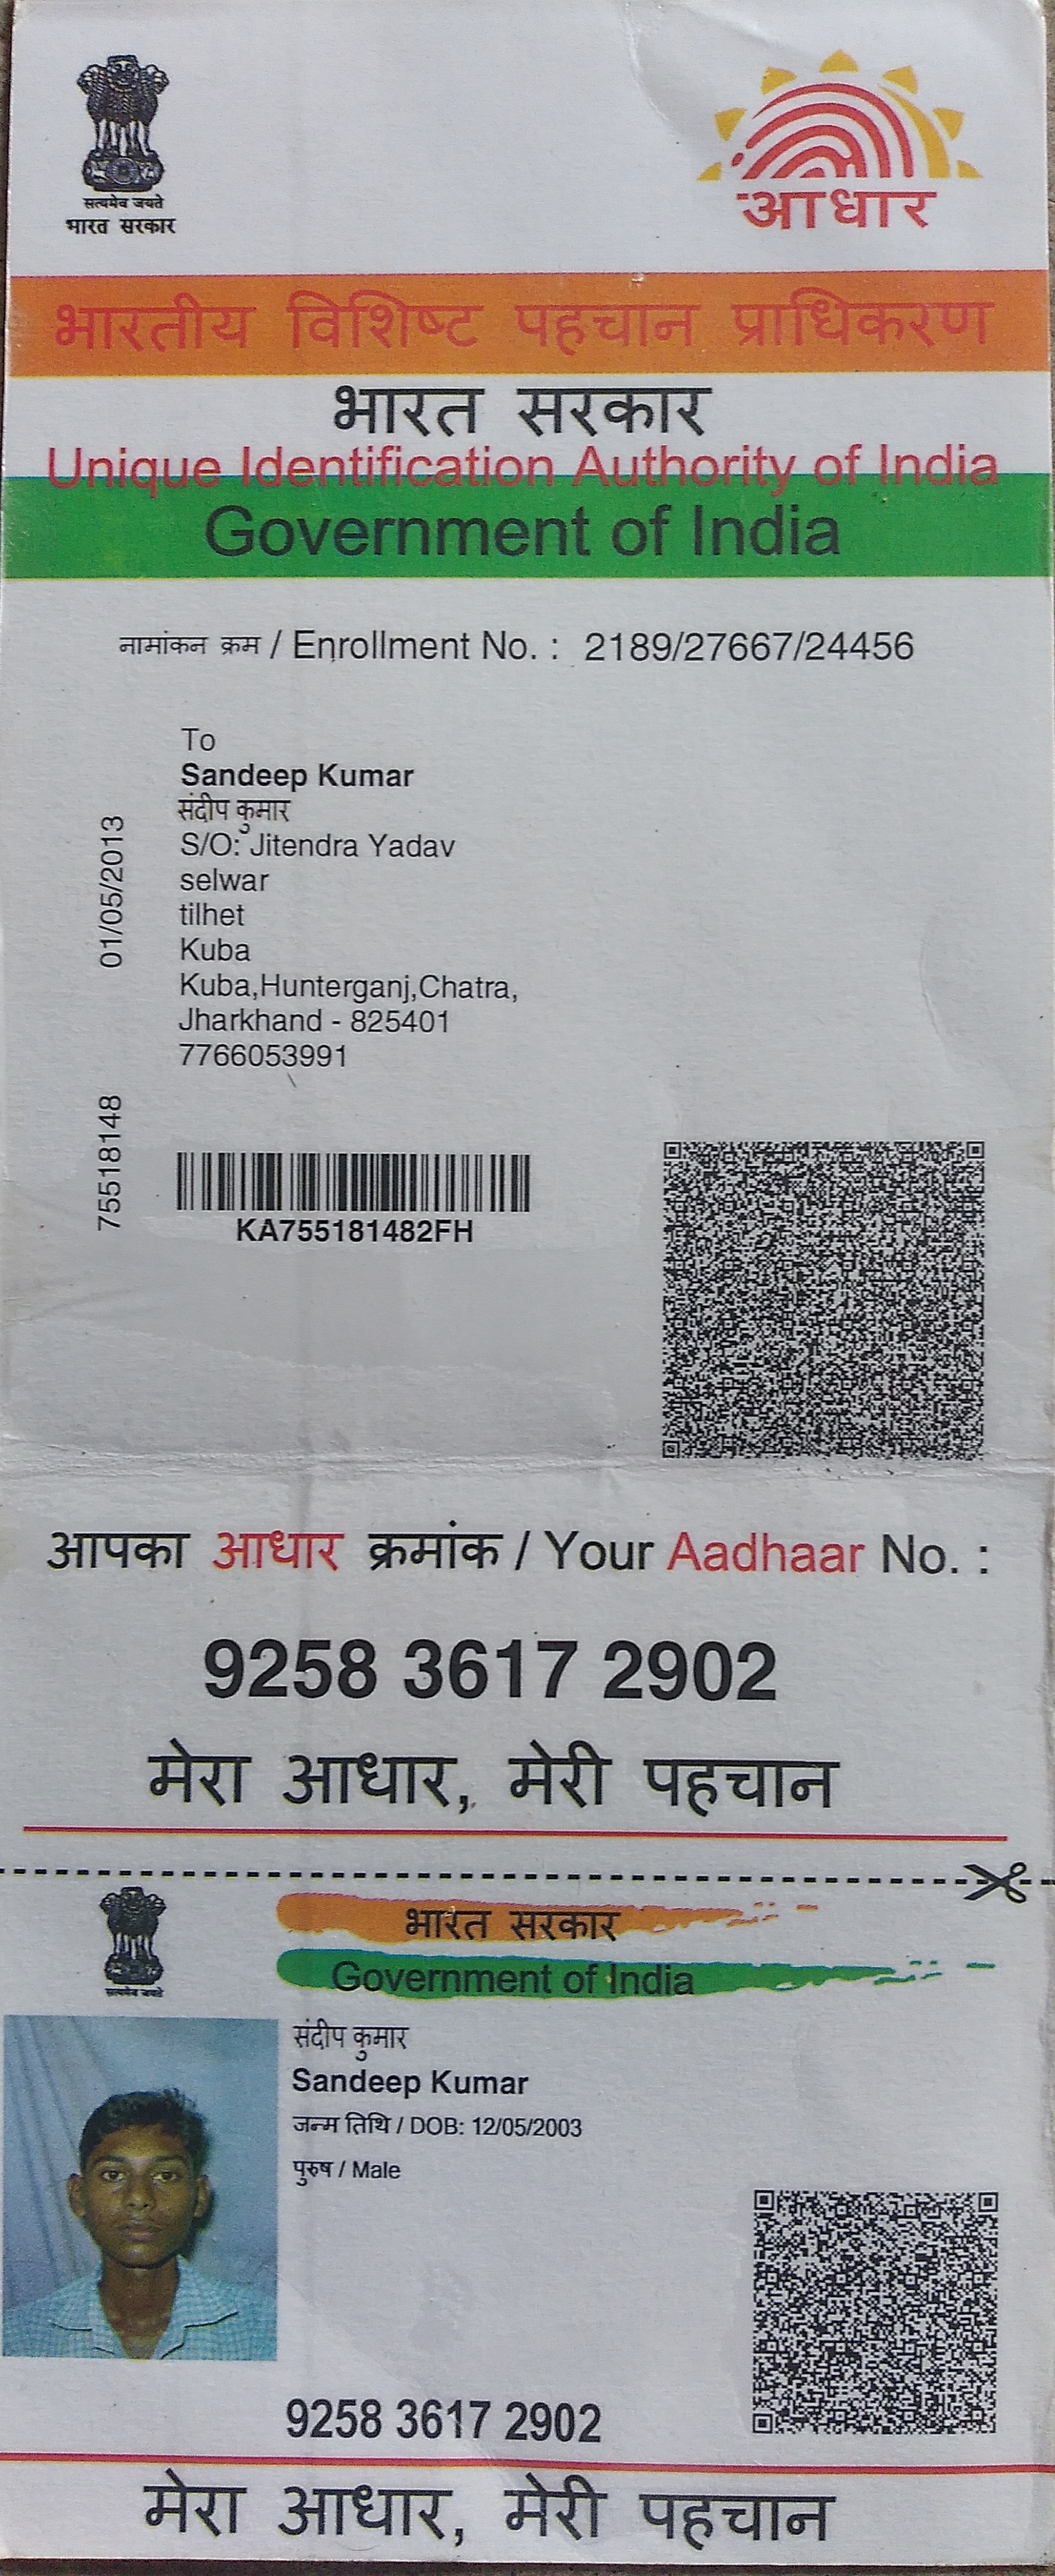 सत्यमेव जयते
भारत सरकार
आधार
भारतीय विशिष्ट पहचान प्राधिकरण
भारत सरकार
Unique Identification Authority of India
Government of India
नामांकन क्रम / Enrollment No. : 2189/27667/24456
To
Sandeep Kumar
संदीप कुमार
S/O: Jitendra Yadav
selwar
tilhet
Kuba
Kuba,Hunterganj,Chatra,
Jharkhand - 825401
7766053991
01/05/2013
75518148
KA755181482FH
आपका आधार क्रमांक / Your Aadhaar No. :
9258 3617 2902
मेरा आधार, मेरी पहचान
सत्यमेव जयते
भारत सरकार
Government of India
संदीप कुमार
Sandeep Kumar
जन्म तिथि / DOB: 12/05/2003
पुरुष / Male
9258 3617 2902
मेरा आधार, मेरी पहचान